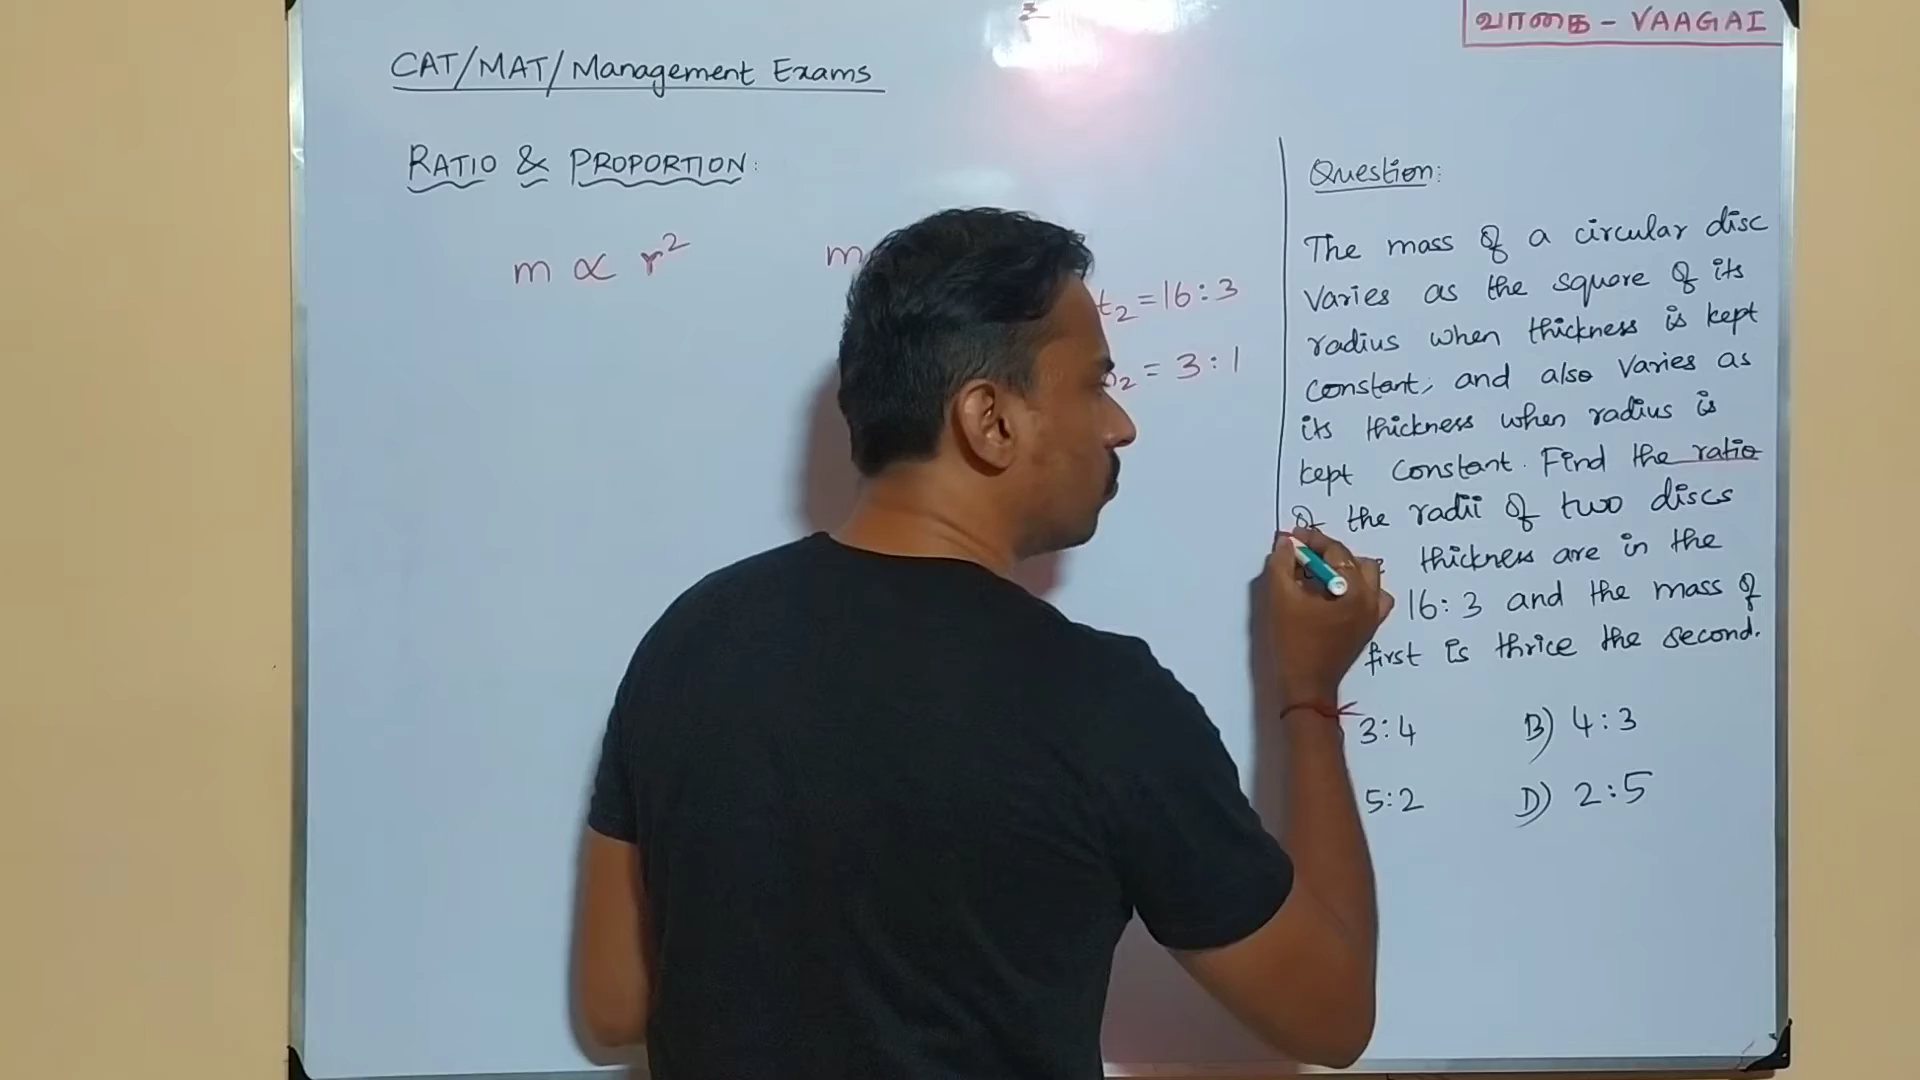 வாகை - VAAGAI
CAT/MAT/Management Exams
RATIO & PROPORTION:
m ∝ r²
m
t₂ = 16:3
₂ = 3:1
Question:
The mass of a circular disc
varies as the square of its
radius when thickness is kept
constant, and also varies as
its thickness when radius is
kept constant. Find the ratio
of the radii of two discs
thickness are in the
16:3 and the mass of
first is thrice the second.
3:4 B) 4:3
5:2 D) 2:5